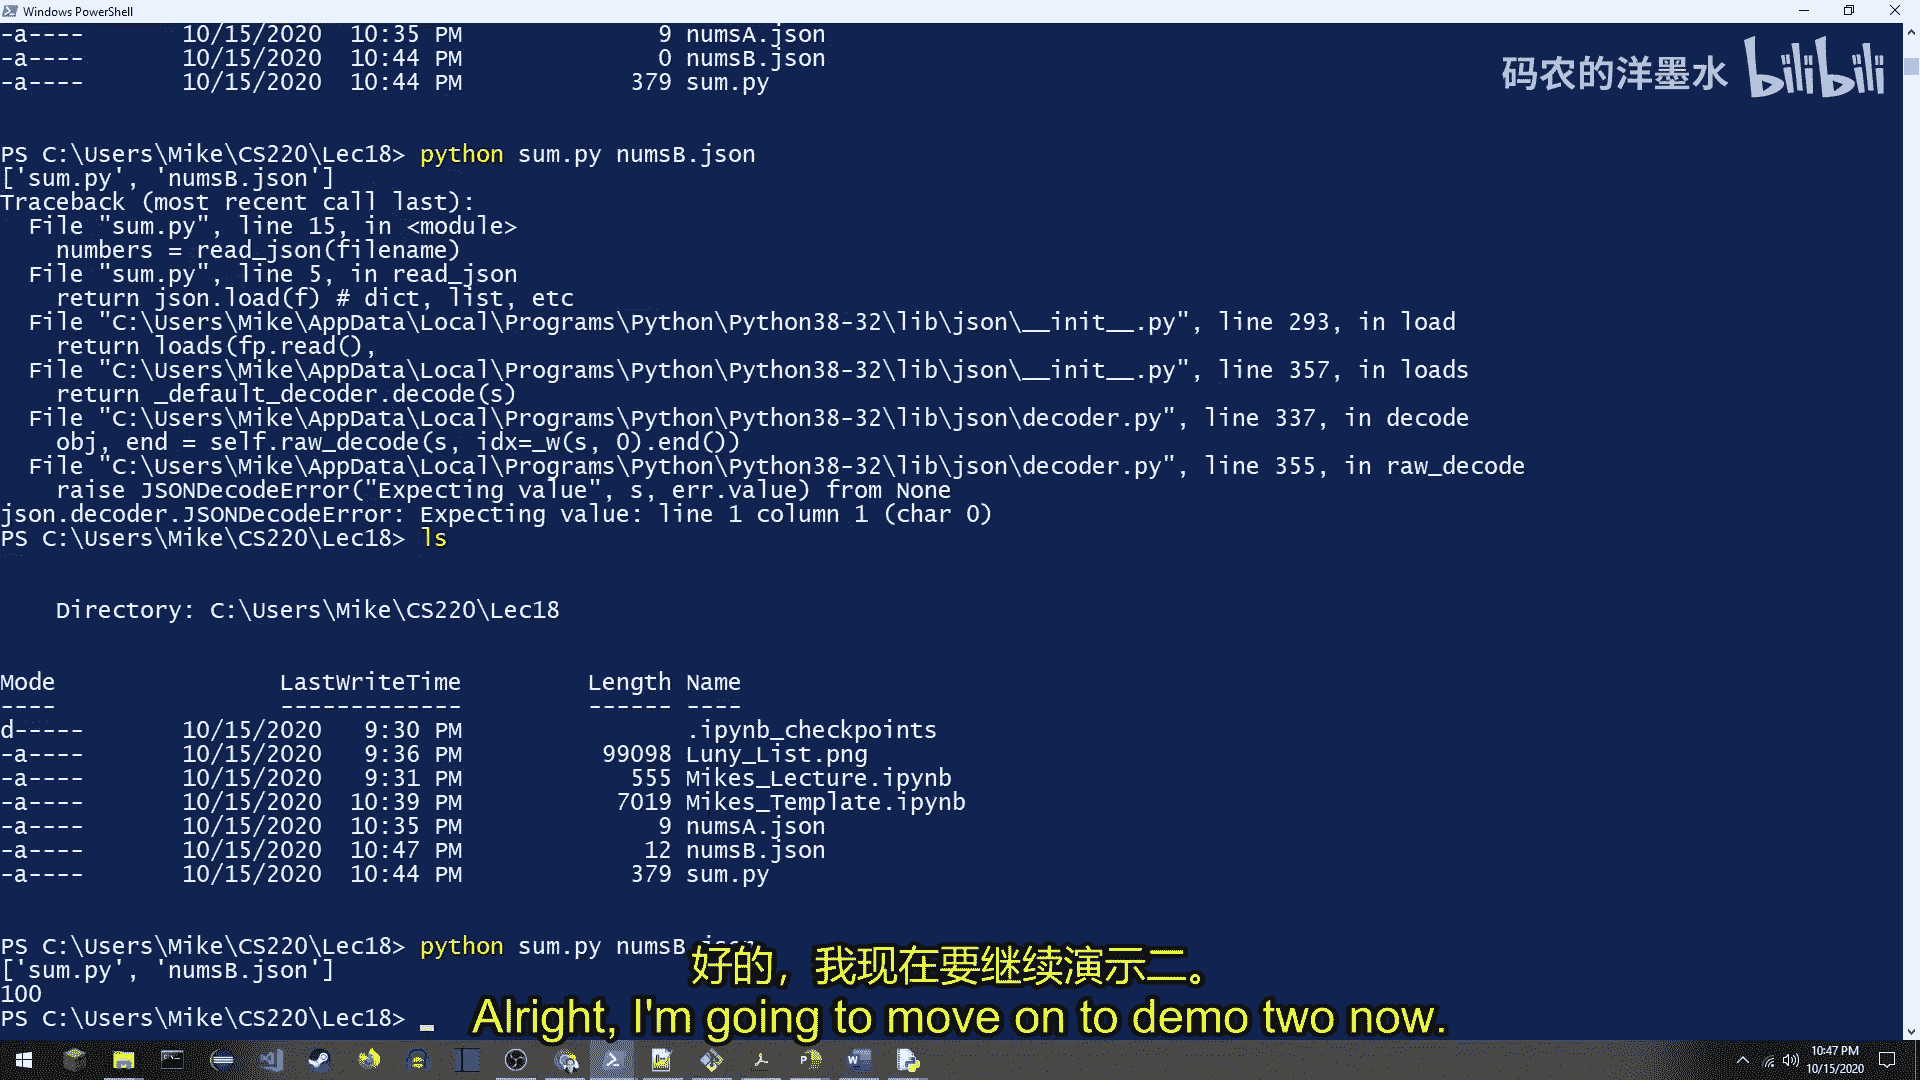 Windows PowerShell
-a---- 10/15/2020 10:35 PM 9 numsA.json
-a---- 10/15/2020 10:44 PM 0 numsB.json
-a---- 10/15/2020 10:44 PM 379 sum.py
码农的洋墨水 bilibili
PS C:\Users\Mike\CS220\Lec18> python sum.py numsB.json
['sum.py', 'numsB.json']
Traceback (most recent call last):
File "sum.py", line 15, in <module>
numbers = read_json(filename)
File "sum.py", line 5, in read_json
return json.load(f) # dict, list, etc
File "C:\Users\Mike\AppData\Local\Programs\Python\Python38-32\lib\json\__init__.py", line 293, in load
return loads(fp.read(),
File "C:\Users\Mike\AppData\Local\Programs\Python\Python38-32\lib\json\__init__.py", line 357, in loads
return _default_decoder.decode(s)
File "C:\Users\Mike\AppData\Local\Programs\Python\Python38-32\lib\json\decoder.py", line 337, in decode
obj, end = self.raw_decode(s, idx=_w(s, 0).end())
File "C:\Users\Mike\AppData\Local\Programs\Python\Python38-32\lib\json\decoder.py", line 355, in raw_decode
raise JSONDecodeError("Expecting value", s, err.value) from None
json.decoder.JSONDecodeError: Expecting value: line 1 column 1 (char 0)
PS C:\Users\Mike\CS220\Lec18> ls
Directory: C:\Users\Mike\CS220\Lec18
Mode LastWriteTime Length Name
---- ------------- ------ ----
d----- 10/15/2020 9:30 PM .ipynb_checkpoints
-a---- 10/15/2020 9:36 PM 99098 Luny_List.png
-a---- 10/15/2020 9:31 PM 555 Mikes_Lecture.ipynb
-a---- 10/15/2020 10:39 PM 7019 Mikes_Template.ipynb
-a---- 10/15/2020 10:35 PM 9 numsA.json
-a---- 10/15/2020 10:47 PM 12 numsB.json
-a---- 10/15/2020 10:44 PM 379 sum.py
PS C:\Users\Mike\CS220\Lec18> python sum.py numsB.json
['sum.py', 'numsB.json']
100
PS C:\Users\Mike\CS220\Lec18>
好的，我现在要继续演示二。
Alright, I'm going to move on to demo two now.
10:47 PM
10/15/2020